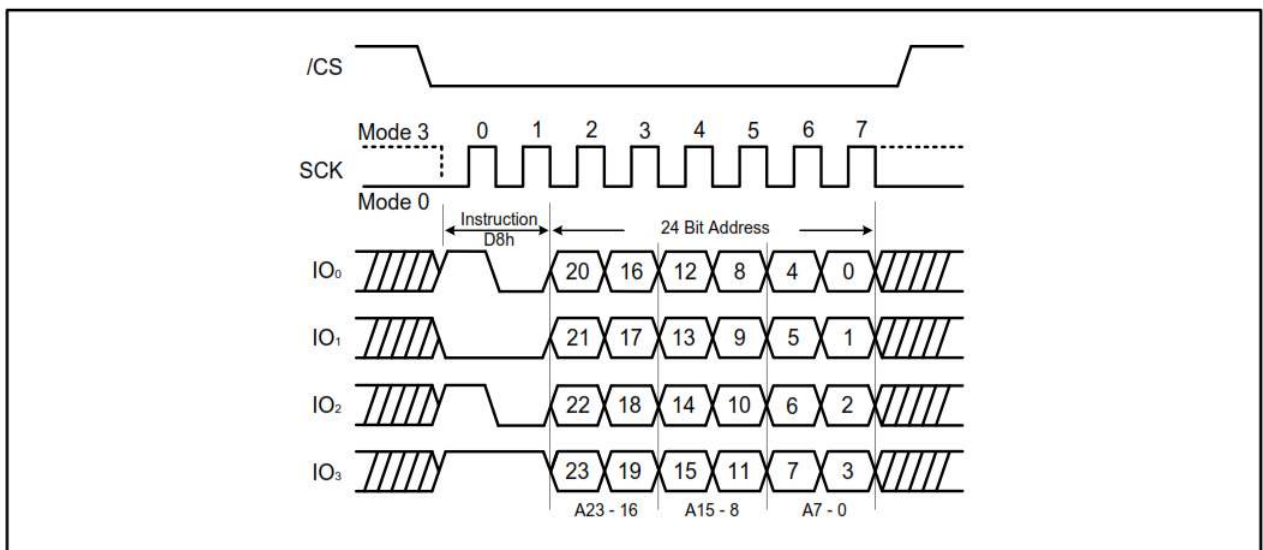 /CS
Mode 3 0 1 2 3 4 5 6 7
SCK
Mode 0
Instruction 24 Bit Address
D8h
IO₀ 20 16 12 8 4 0
IO₁ 21 17 13 9 5 1
IO₂ 22 18 14 10 6 2
IO₃ 23 19 15 11 7 3
A23 - 16 A15 - 8 A7 - 0